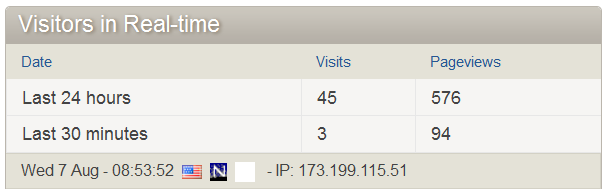 Visitors in Real-time
Date Visits Pageviews
Last 24 hours 45 576
Last 30 minutes 3 94
Wed 7 Aug - 08:53:52 N - IP: 173.199.115.51